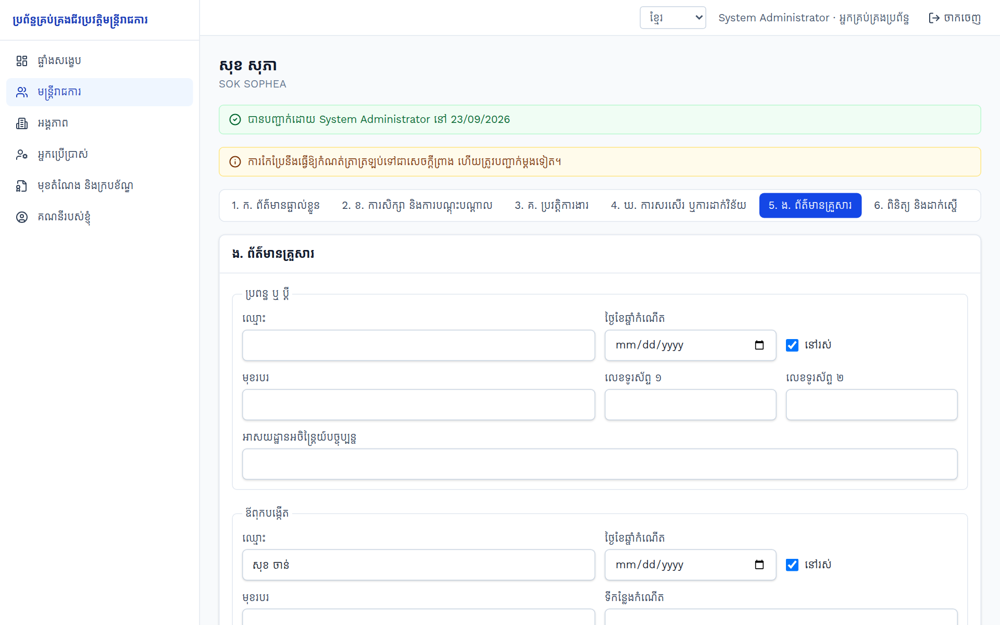 ប្រព័ន្ធគ្រប់គ្រងជីវប្រវត្តិមន្ត្រីរាជការ
ខ្មែរ
System Administrator · អ្នកគ្រប់គ្រងប្រព័ន្ធ
ចាកចេញ
ផ្ទាំងសង្ខេប
មន្ត្រីរាជការ
អង្គភាព
អ្នកប្រើប្រាស់
មុខតំណែង និងក្របខ័ណ្ឌ
គណនីរបស់ខ្ញុំ
សុខ សុភា
SOK SOPHEA
បានបញ្ជាក់ដោយ System Administrator នៅ 23/09/2026
ការកែប្រែនឹងធ្វើឱ្យកំណត់ត្រាត្រឡប់ទៅជាសេចក្តីព្រាង ហើយត្រូវបញ្ជាក់ម្តងទៀត។
1. ក. ព័ត៌មានផ្ទាល់ខ្លួន
2. ខ. ការសិក្សា និងការបណ្តុះបណ្តាល
3. គ. ប្រវត្តិការងារ
4. ឃ. ការសរសើរ ឬការដាក់វិន័យ
5. ង. ព័ត៌មានគ្រួសារ
6. ពិនិត្យ និងដាក់ស្នើ
ង. ព័ត៌មានគ្រួសារ
ប្រពន្ធ ឬ ប្តី
ឈ្មោះ
ថ្ងៃខែឆ្នាំកំណើត
mm/dd/yyyy
នៅរស់
មុខរបរ
លេខទូរស័ព្ទ ១
លេខទូរស័ព្ទ ២
អាសយដ្ឋានអចិន្ត្រៃយ៍បច្ចុប្បន្ន
ឪពុកបង្កើត
ឈ្មោះ
ថ្ងៃខែឆ្នាំកំណើត
សុខ ចាន់
mm/dd/yyyy
នៅរស់
មុខរបរ
ទីកន្លែងកំណើត